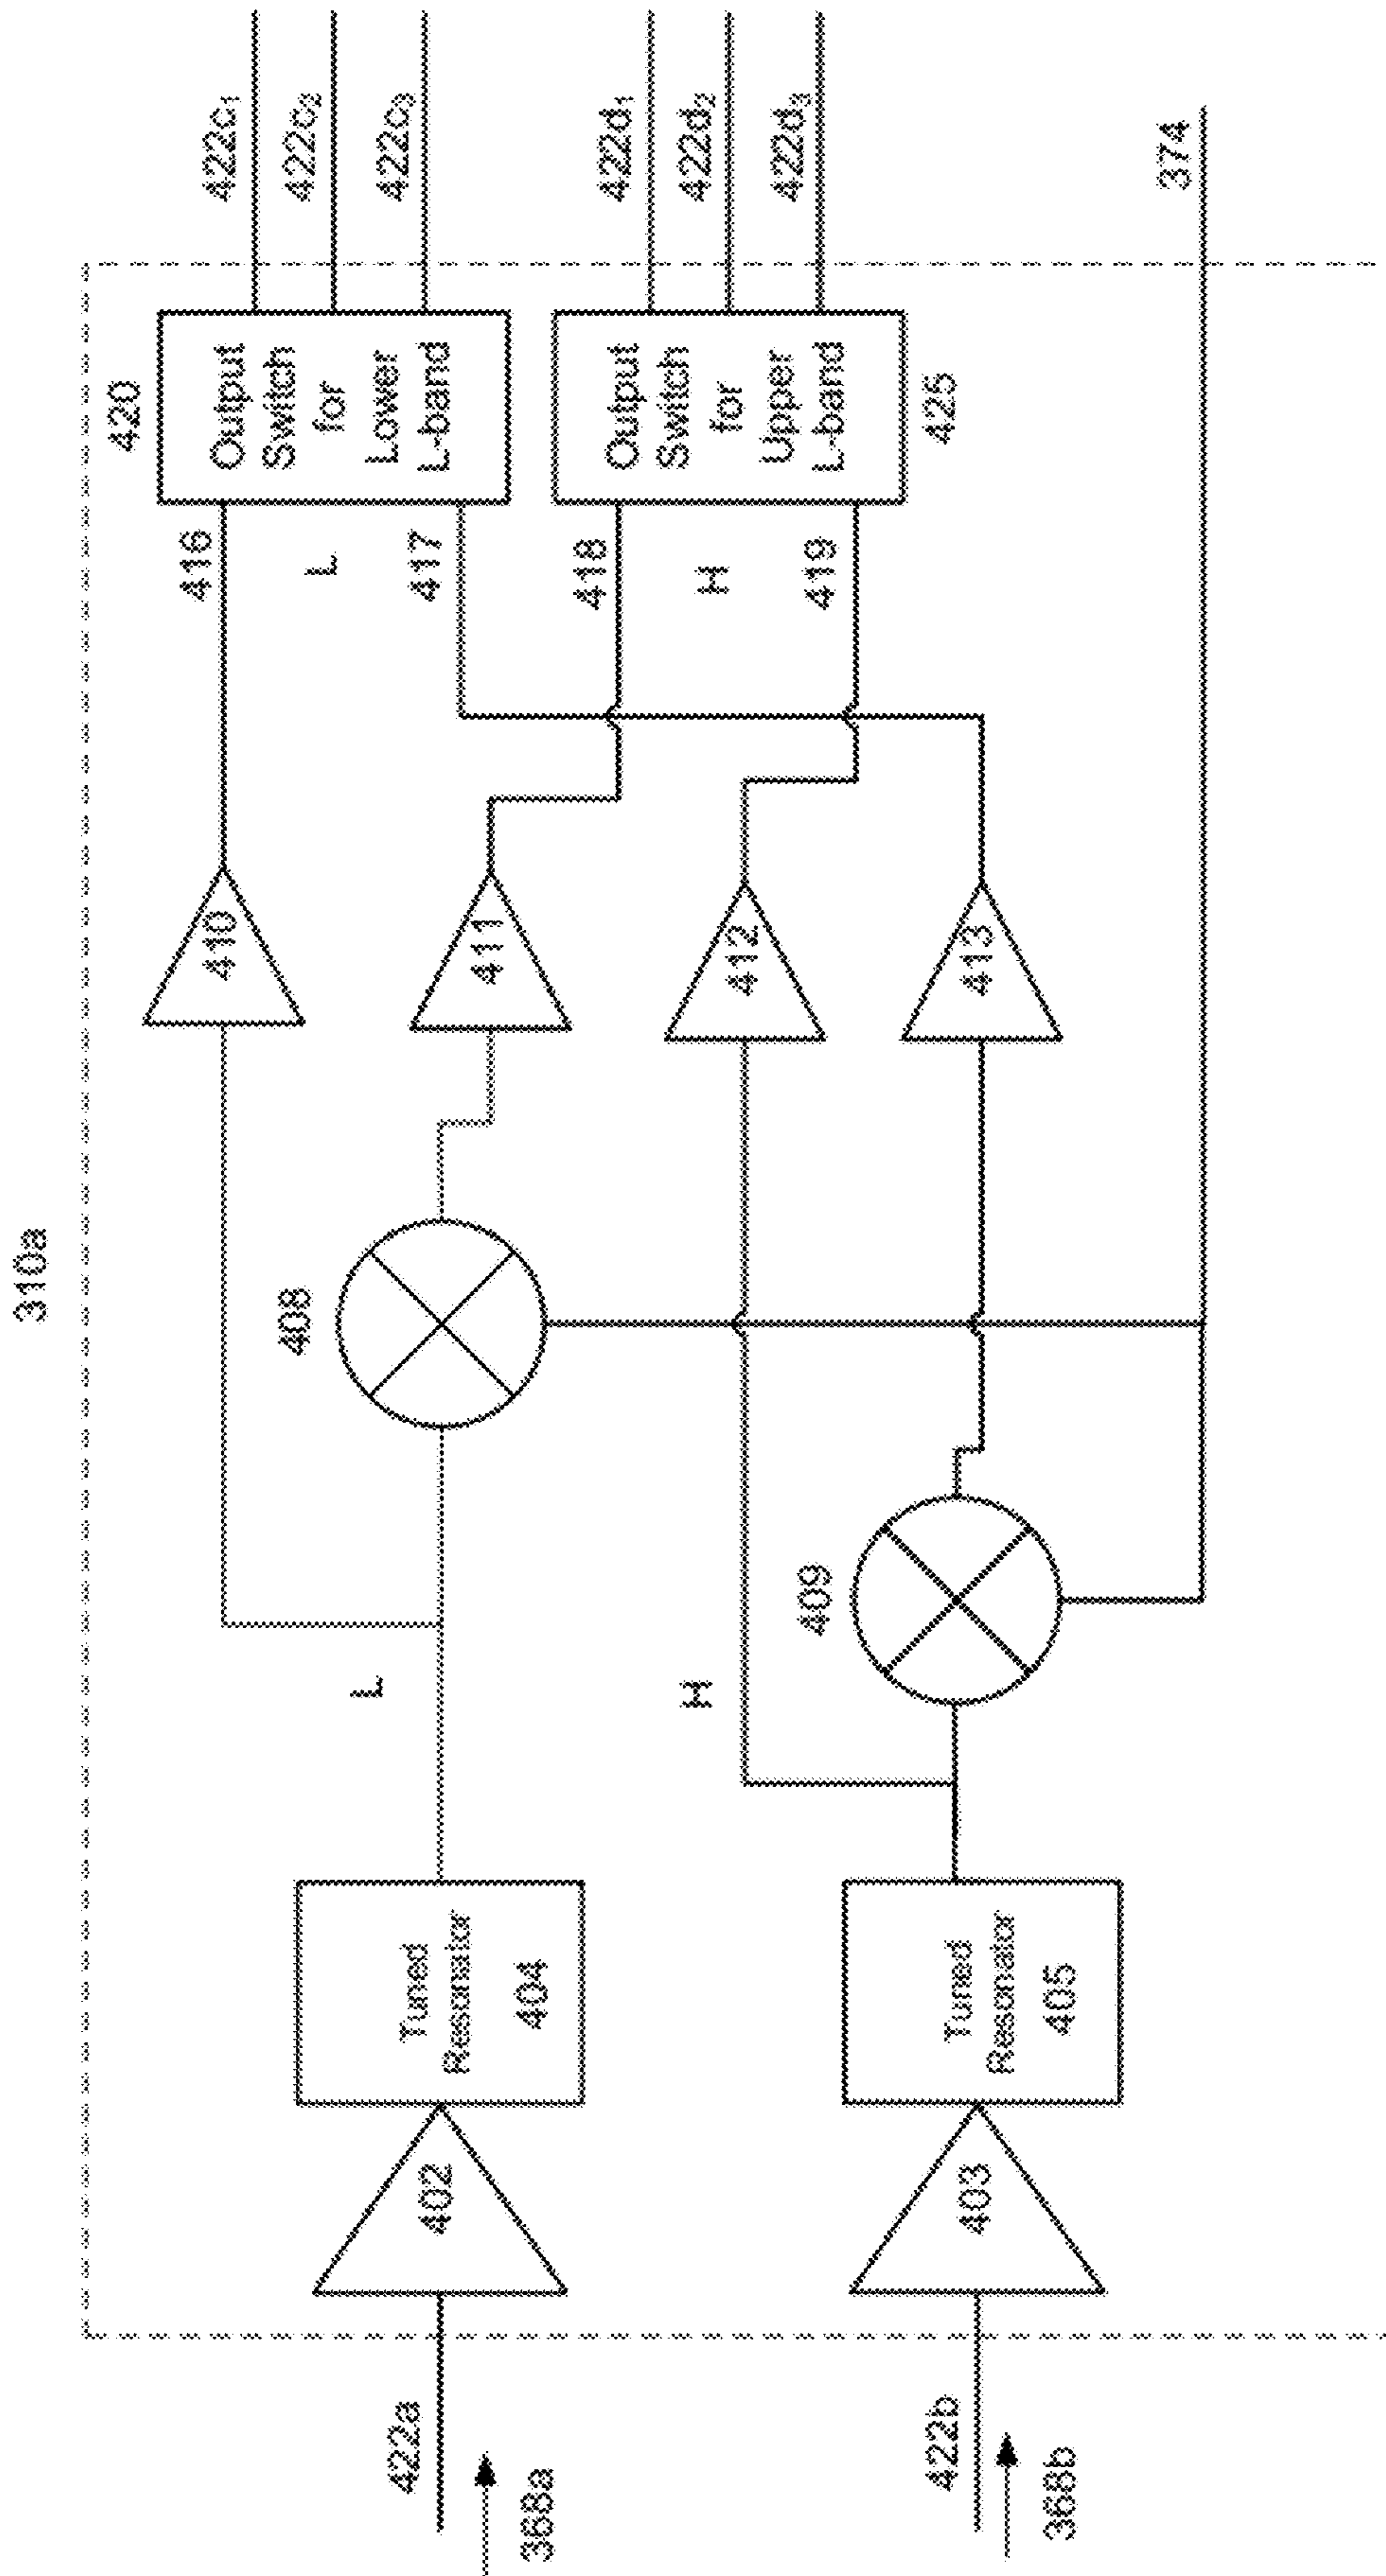 310a
420
Output
Switch
for
Lower
L-band
422c₁
422c₂
422c₃
416
L
417
410
408
L
411
418
H
419
Output
Switch
for
Upper
L-band
425
422d₁
422d₂
422d₃
374
412
413
H
409
Tuned
Resonator
404
402
422a
368a
Tuned
Resonator
405
403
422b
368b